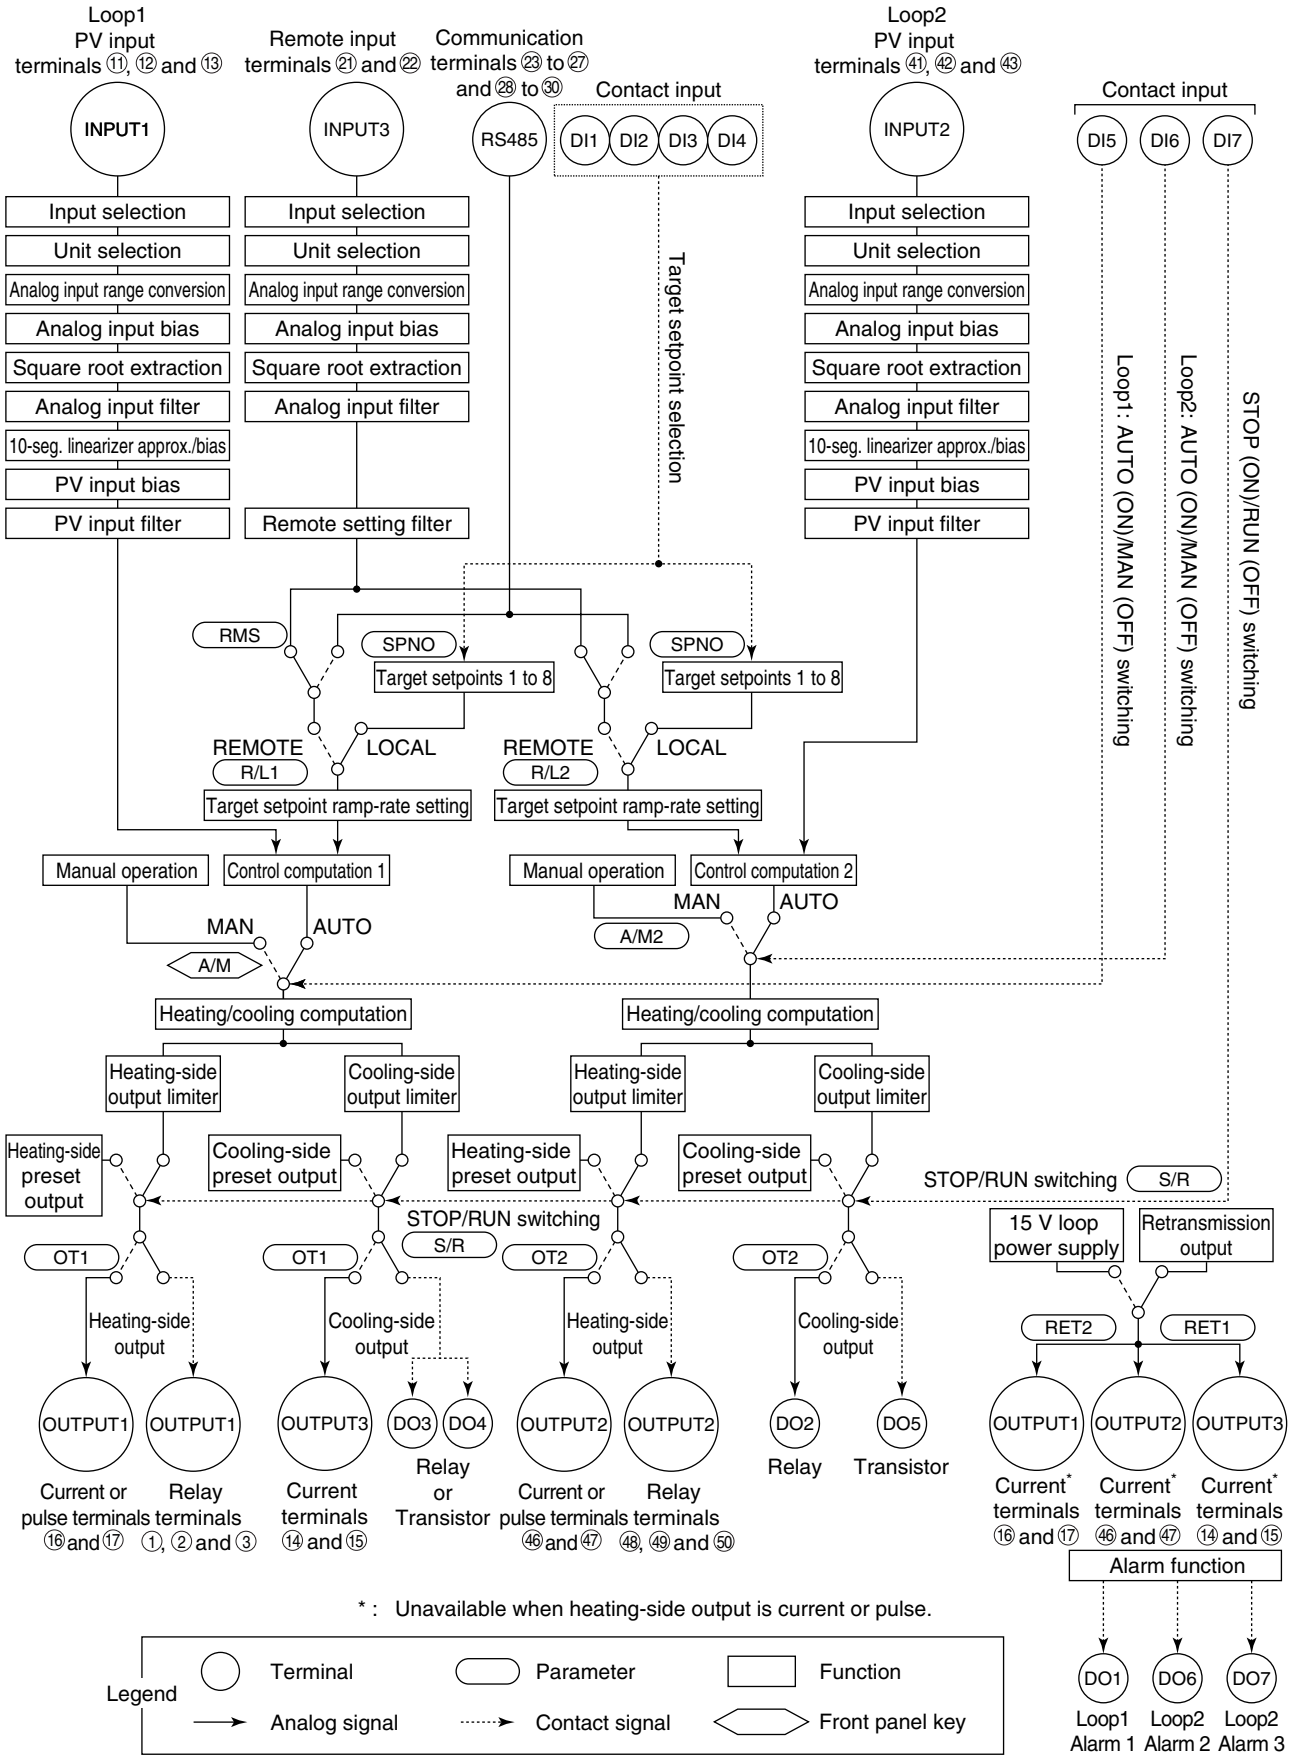 Loop1
PV input
terminals ⑪, ⑫ and ⑬
Remote input
terminals ㉑ and ㉒
Communication
terminals ㉓ to ㉗
and ㉘ to ㉚
Contact input
Loop2
PV input
terminals ㊶, ㊷ and ㊸
Contact input
INPUT1
INPUT3
RS485
DI1
DI2
DI3
DI4
INPUT2
DI5
DI6
DI7
Input selection
Unit selection
Analog input range conversion
Analog input bias
Square root extraction
Analog input filter
10-seg. linearizer approx./bias
PV input bias
PV input filter
Input selection
Unit selection
Analog input range conversion
Analog input bias
Square root extraction
Analog input filter
Remote setting filter
Target setpoint selection
Input selection
Unit selection
Analog input range conversion
Analog input bias
Square root extraction
Analog input filter
10-seg. linearizer approx./bias
PV input bias
PV input filter
Loop1: AUTO (ON)/MAN (OFF) switching
Loop2: AUTO (ON)/MAN (OFF) switching
STOP (ON)/RUN (OFF) switching
RMS
SPNO
SPNO
Target setpoints 1 to 8
Target setpoints 1 to 8
REMOTE
LOCAL
REMOTE
LOCAL
R/L1
R/L2
Target setpoint ramp-rate setting
Target setpoint ramp-rate setting
Manual operation
Control computation 1
Manual operation
Control computation 2
MAN
AUTO
MAN
AUTO
A/M
A/M2
Heating/cooling computation
Heating/cooling computation
Heating-side
output limiter
Cooling-side
output limiter
Heating-side
output limiter
Cooling-side
output limiter
Heating-side
preset
output
Cooling-side
preset output
Heating-side
preset output
Cooling-side
preset output
STOP/RUN switching
S/R
STOP/RUN switching
S/R
OT1
OT1
OT2
OT2
15 V loop
power supply
Retransmission
output
Heating-side
output
Cooling-side
output
Heating-side
output
Cooling-side
output
RET2
RET1
OUTPUT1
OUTPUT1
OUTPUT3
DO3
DO4
OUTPUT2
OUTPUT2
DO2
DO5
OUTPUT1
OUTPUT2
OUTPUT3
Current or
pulse terminals
⑯ and ⑰
Relay
terminals
①, ② and ③
Current
terminals
⑭ and ⑮
Relay
or
Transistor
Current or
pulse terminals
㊻ and ㊼
Relay
terminals
㊽, ㊾ and ㊿
Relay
Transistor
Current*
terminals
⑯ and ⑰
Current*
terminals
㊻ and ㊼
Current*
terminals
⑭ and ⑮
Alarm function
* : Unavailable when heating-side output is current or pulse.
DO1
DO6
DO7
Loop1
Alarm 1
Loop2
Alarm 2
Loop2
Alarm 3
Legend
Terminal
Parameter
Function
Analog signal
Contact signal
Front panel key